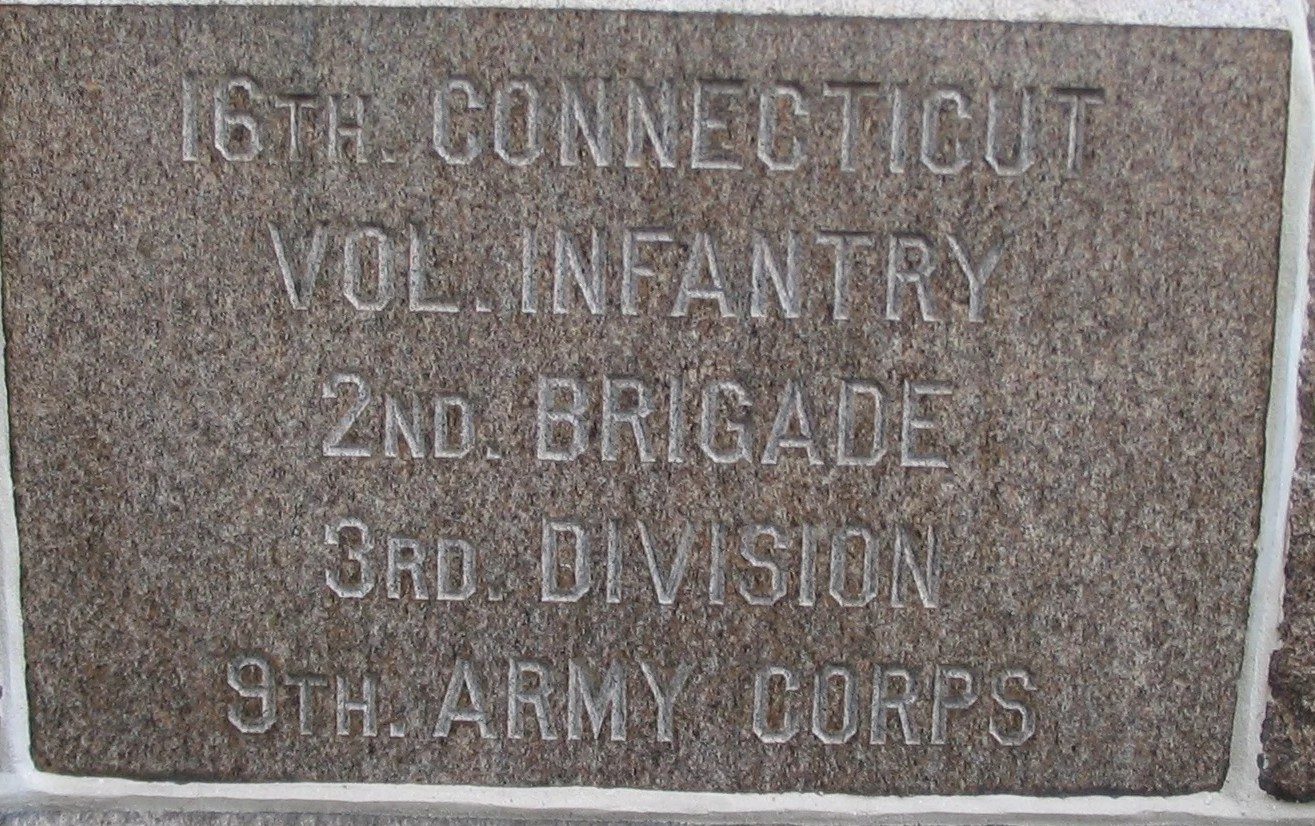 16TH. CONNECTICUT
VOL. INFANTRY
2ND. BRIGADE
3RD. DIVISION
9TH. ARMY CORPS